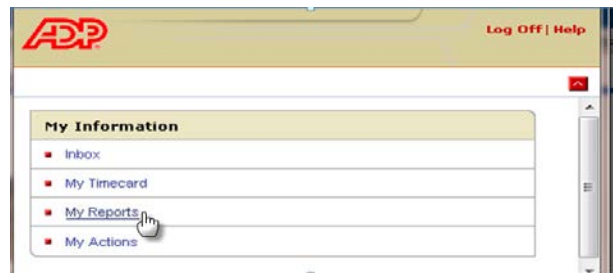 ADP
Log Off | Help
My Information
Inbox
My Timecard
My Reports
My Actions